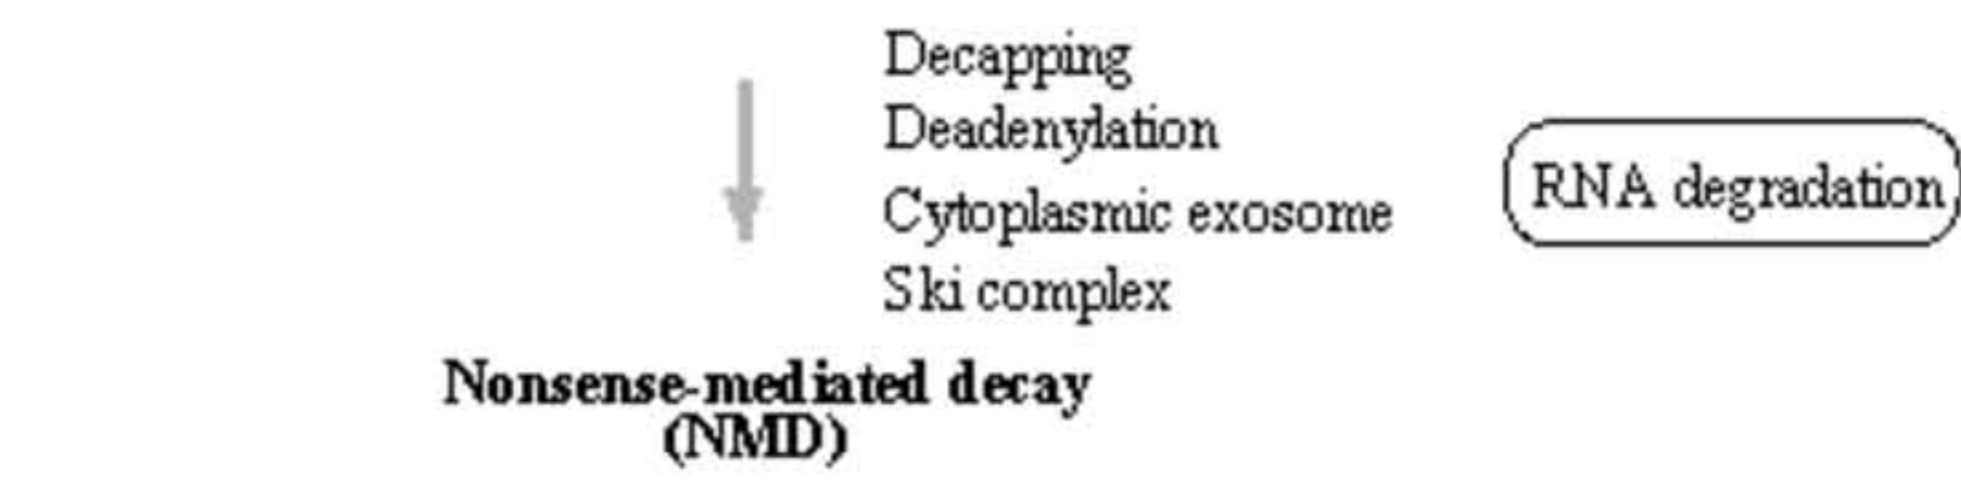 Decapping
Deadenylation
RNA degradation
Cytoplasmic exosome
Ski complex
Nonsense-mediated decay
(NMD)